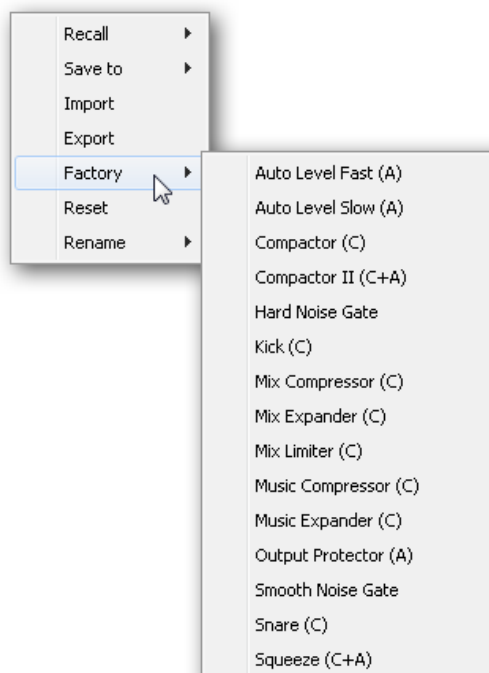 Recall
Save to
Import
Export
Factory
Reset
Rename
Auto Level Fast (A)
Auto Level Slow (A)
Compactor (C)
Compactor II (C+A)
Hard Noise Gate
Kick (C)
Mix Compressor (C)
Mix Expander (C)
Mix Limiter (C)
Music Compressor (C)
Music Expander (C)
Output Protector (A)
Smooth Noise Gate
Snare (C)
Squeeze (C+A)